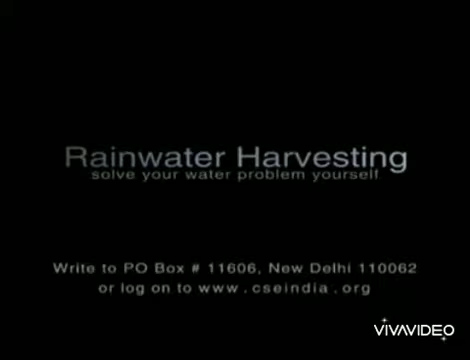 Rainwater Harvesting
solve your water problem yourself
Write to PO Box # 11606, New Delhi 110062
or log on to www.cseindia.org
VIVAVIDEO